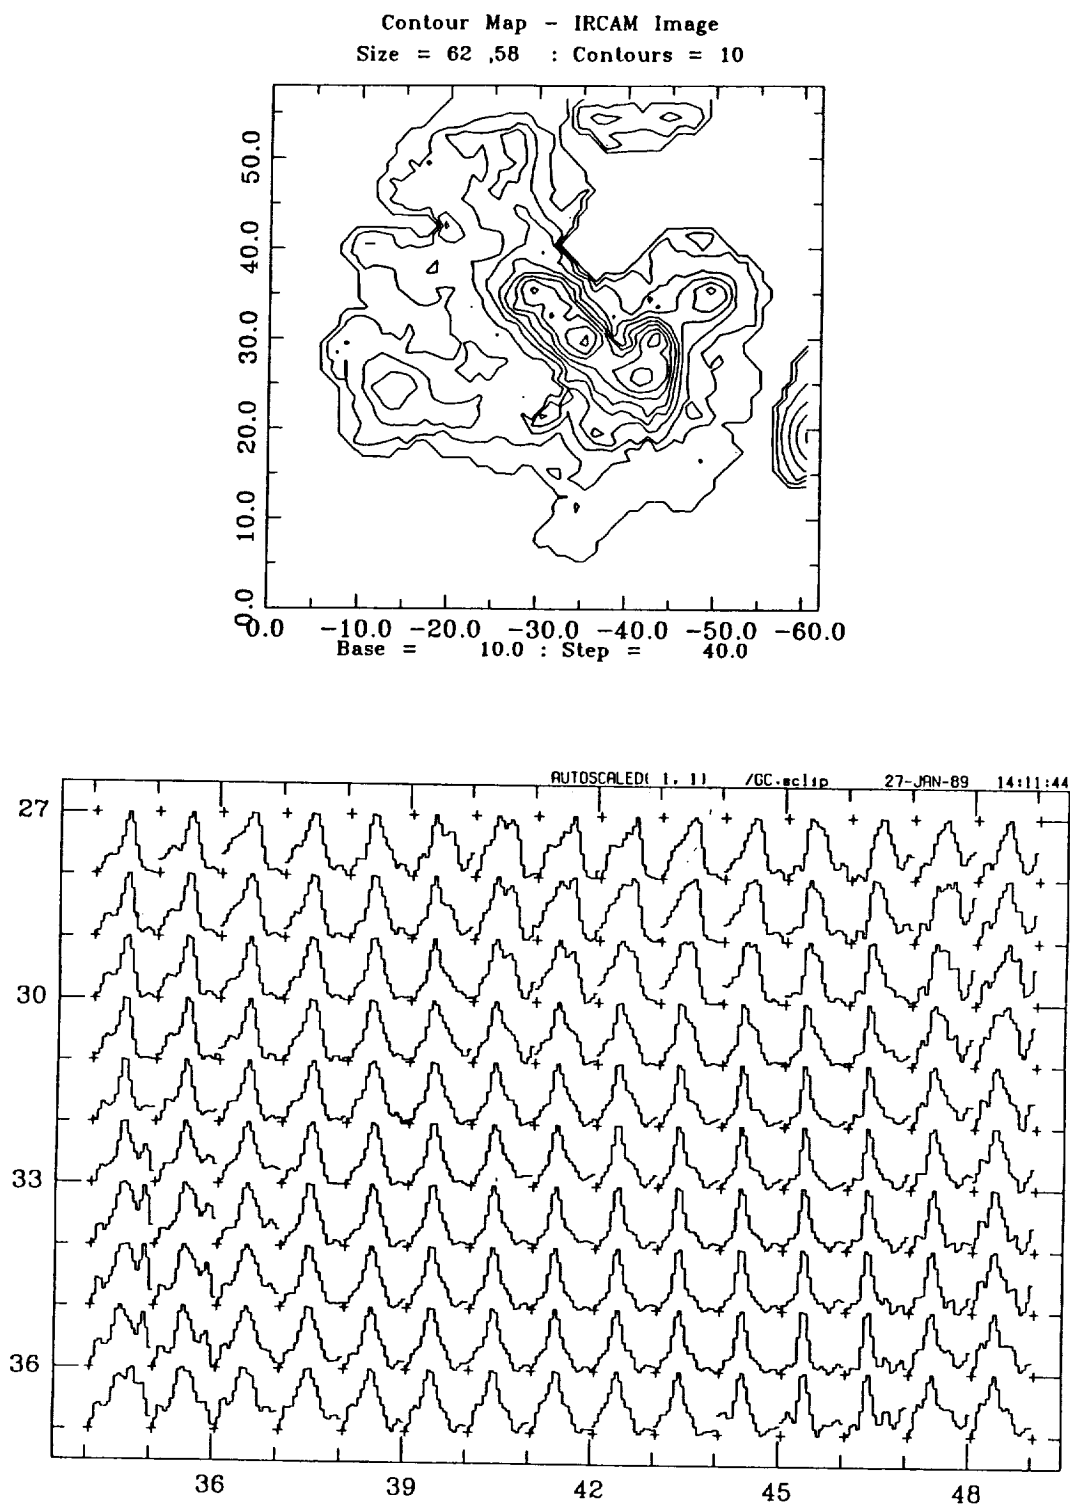 Contour Map - IRCAM Image
Size = 62 ,58 : Contours = 10
50.0
40.0
30.0
20.0
10.0
0.0
0.0 -10.0 -20.0 -30.0 -40.0 -50.0 -60.0
Base = 10.0 : Step = 40.0
AUTOSCALED( 1, 1) /GC.sclip 27-JAN-89 14:11:44
27
30
33
36
36 39 42 45 48